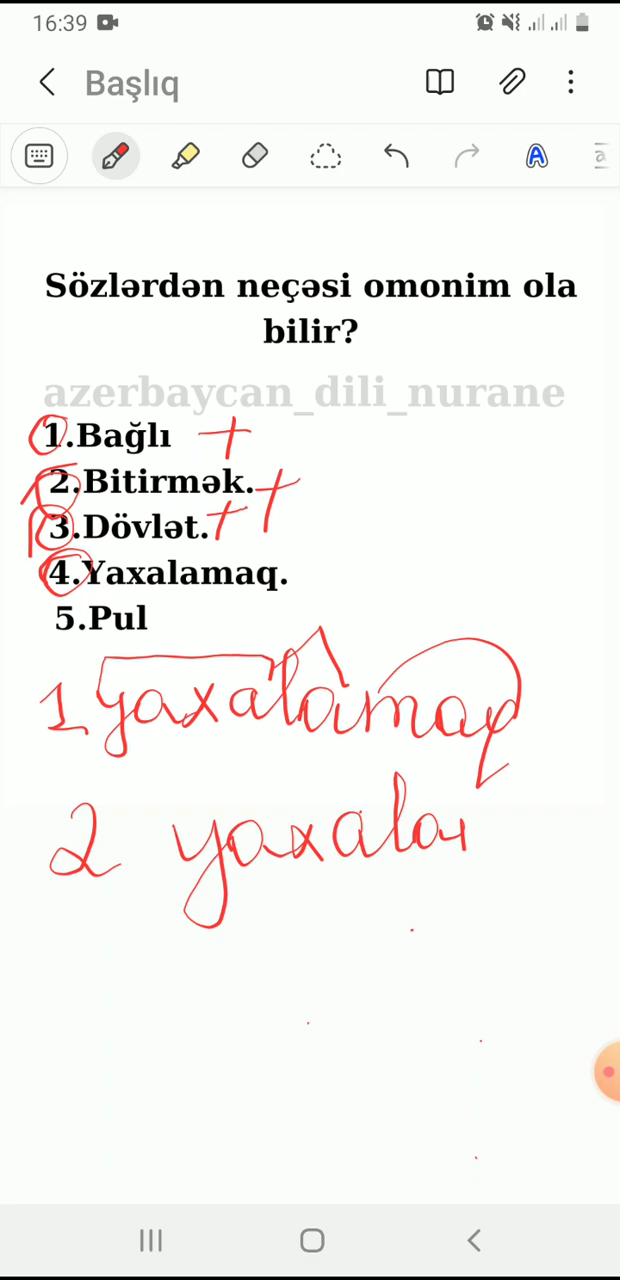 16:39
Başlıq
Sözlərdən neçəsi omonim ola
bilir?
azerbaycan_dili_nurane
1.Bağlı +
2.Bitirmək. +
3.Dövlət. +
4.Yaxalamaq.
5.Pul
1 yaxalamaq
2 yaxalar